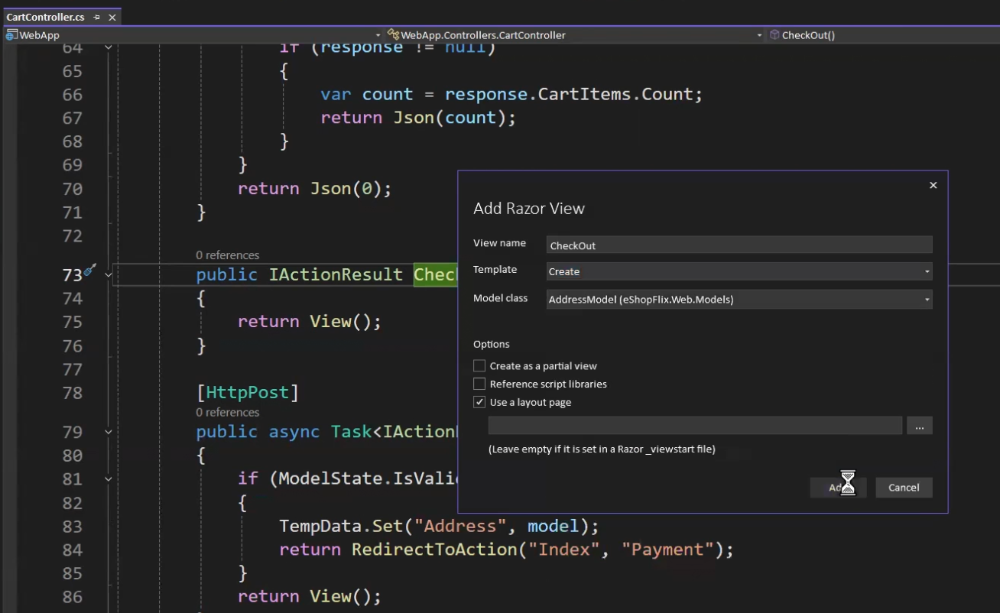 CartController.cs
WebApp
WebApp.Controllers.CartController
CheckOut()
64 if (response != null)
65 {
66 var count = response.CartItems.Count;
67 return Json(count);
68 }
69 }
70 return Json(0);
71 }
72
0 references
73 public IActionResult Chec
74 {
75 return View();
76 }
77
78 [HttpPost]
0 references
79 public async Task<IAction
80 {
81 if (ModelState.IsVali
82 {
83 TempData.Set("Address", model);
84 return RedirectToAction("Index", "Payment");
85 }
86 return View();
Add Razor View
View name CheckOut
Template Create
Model class AddressModel (eShopFlix.Web.Models)
Options
Create as a partial view
Reference script libraries
Use a layout page
...
(Leave empty if it is set in a Razor _viewstart file)
Cancel